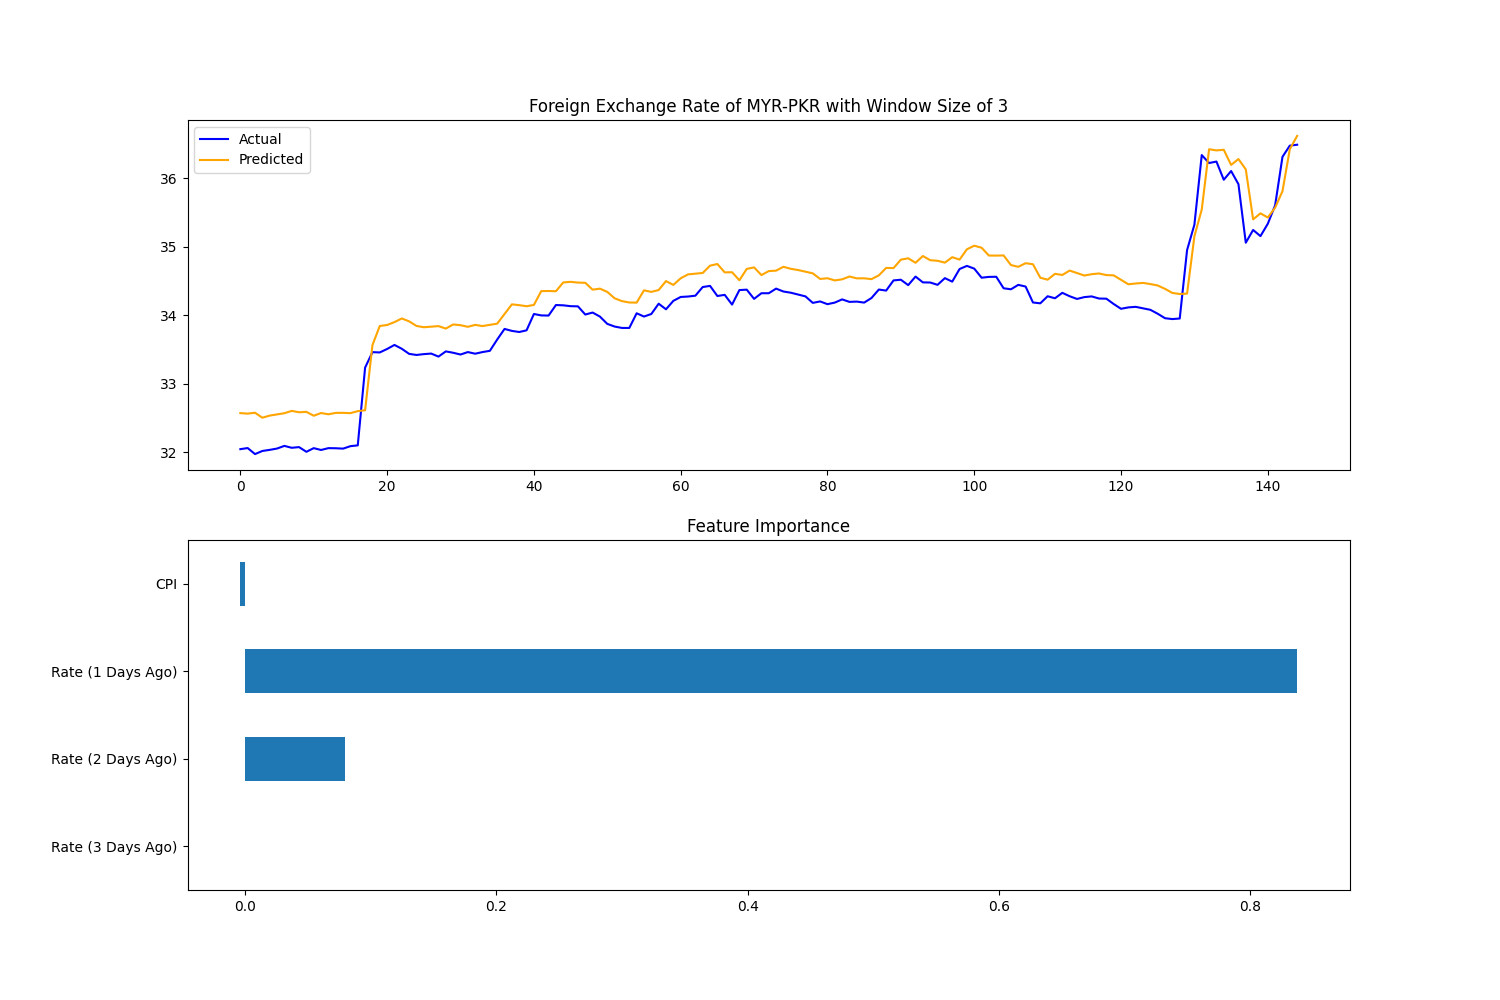 Foreign Exchange Rate of MYR-PKR with Window Size of 3
Actual
Predicted
36
35
34
33
32
0 20 40 60 80 100 120 140
Feature Importance
CPI
Rate (1 Days Ago)
Rate (2 Days Ago)
Rate (3 Days Ago)
0.0 0.2 0.4 0.6 0.8